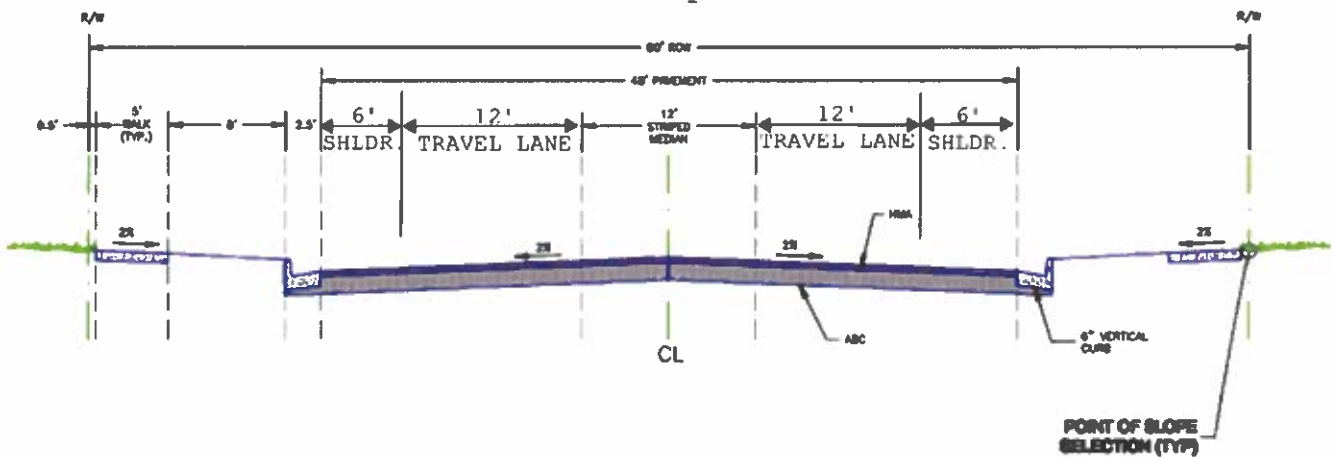 R/W
R/W
80' ROW
48' PAVEMENT
0.5'
5'
WALK
(TYP.)
8'
2.5'
6'
SHLDR.
12'
TRAVEL LANE
12'
STRIPED
MEDIAN
12'
TRAVEL LANE
6'
SHLDR.
2%
2%
2%
2%
HMA
ABC
6" VERTICAL
CURB
CL
POINT OF SLOPE
SELECTION (TYP)